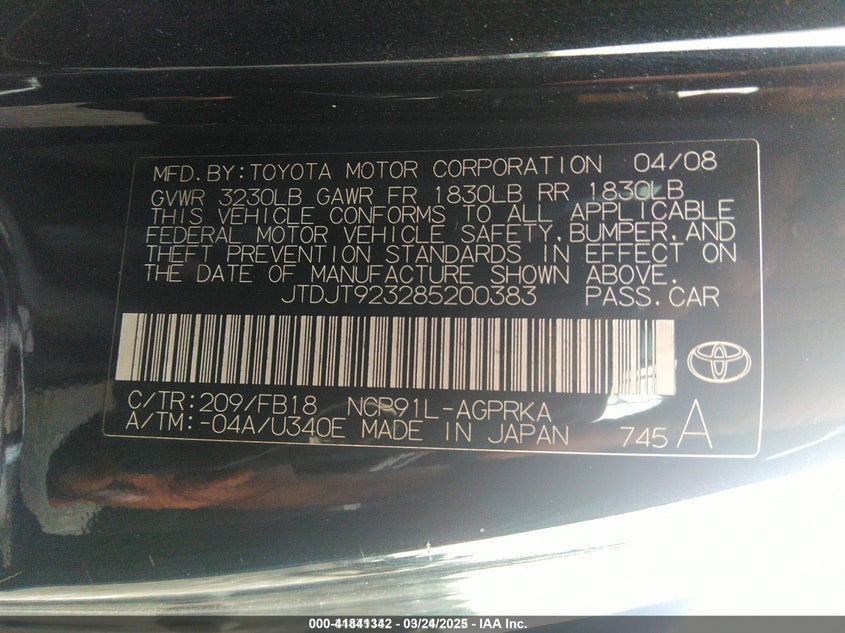 MFD.BY:TOYOTA MOTOR CORPORATION 04/08
GVWR 3230LB GAWR FR 1830LB RR 1830LB
THIS VEHICLE CONFORMS TO ALL APPLICABLE
FEDERAL MOTOR VEHICLE SAFETY,BUMPER,AND
THEFT PREVENTION STANDARDS IN EFFECT ON
THE DATE OF MANUFACTURE SHOWN ABOVE.
JTDJT923285200383 PASS.CAR
C/TR:209/FB18 NCP91L-AGPRKA
A/TM:-04A/U340E MADE IN JAPAN 745 A
000-41841342 - 03/24/2025 - IAA Inc.